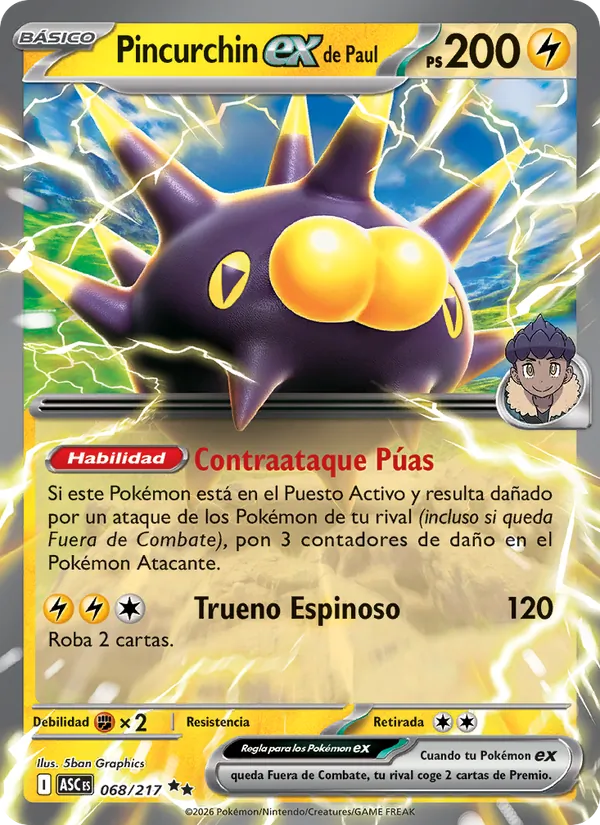 BÁSICO
Pincurchin ex de Paul PS 200
Habilidad Contraataque Púas
Si este Pokémon está en el Puesto Activo y resulta dañado
por un ataque de los Pokémon de tu rival (incluso si queda
Fuera de Combate), pon 3 contadores de daño en el
Pokémon Atacante.
Trueno Espinoso 120
Roba 2 cartas.
Debilidad ×2 Resistencia Retirada
Ilus. 5ban Graphics
Regla para los Pokémon ex Cuando tu Pokémon ex
queda Fuera de Combate, tu rival coge 2 cartas de Premio.
I ASC ES 068/217
©2026 Pokémon/Nintendo/Creatures/GAME FREAK